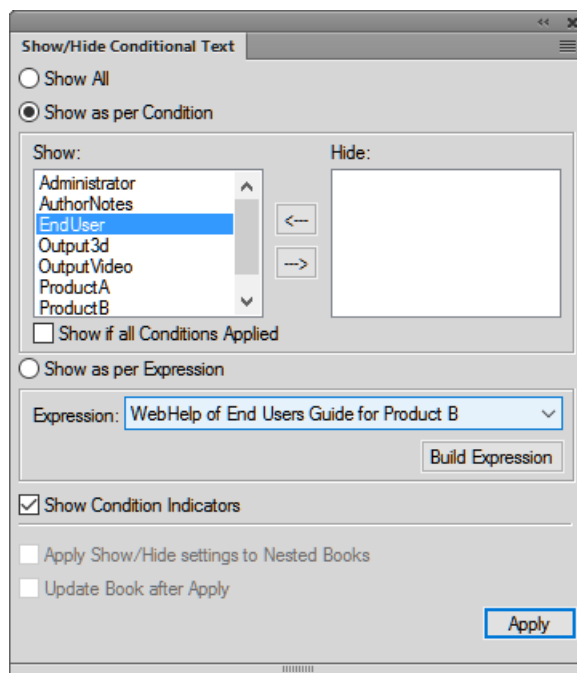 Show/Hide Conditional Text
Show All
Show as per Condition
Show:
Hide:
Administrator
AuthorNotes
EndUser
Output3d
OutputVideo
ProductA
ProductB
<---
--->
Show if all Conditions Applied
Show as per Expression
Expression: WebHelp of End Users Guide for Product B
Build Expression
Show Condition Indicators
Apply Show/Hide settings to Nested Books
Update Book after Apply
Apply